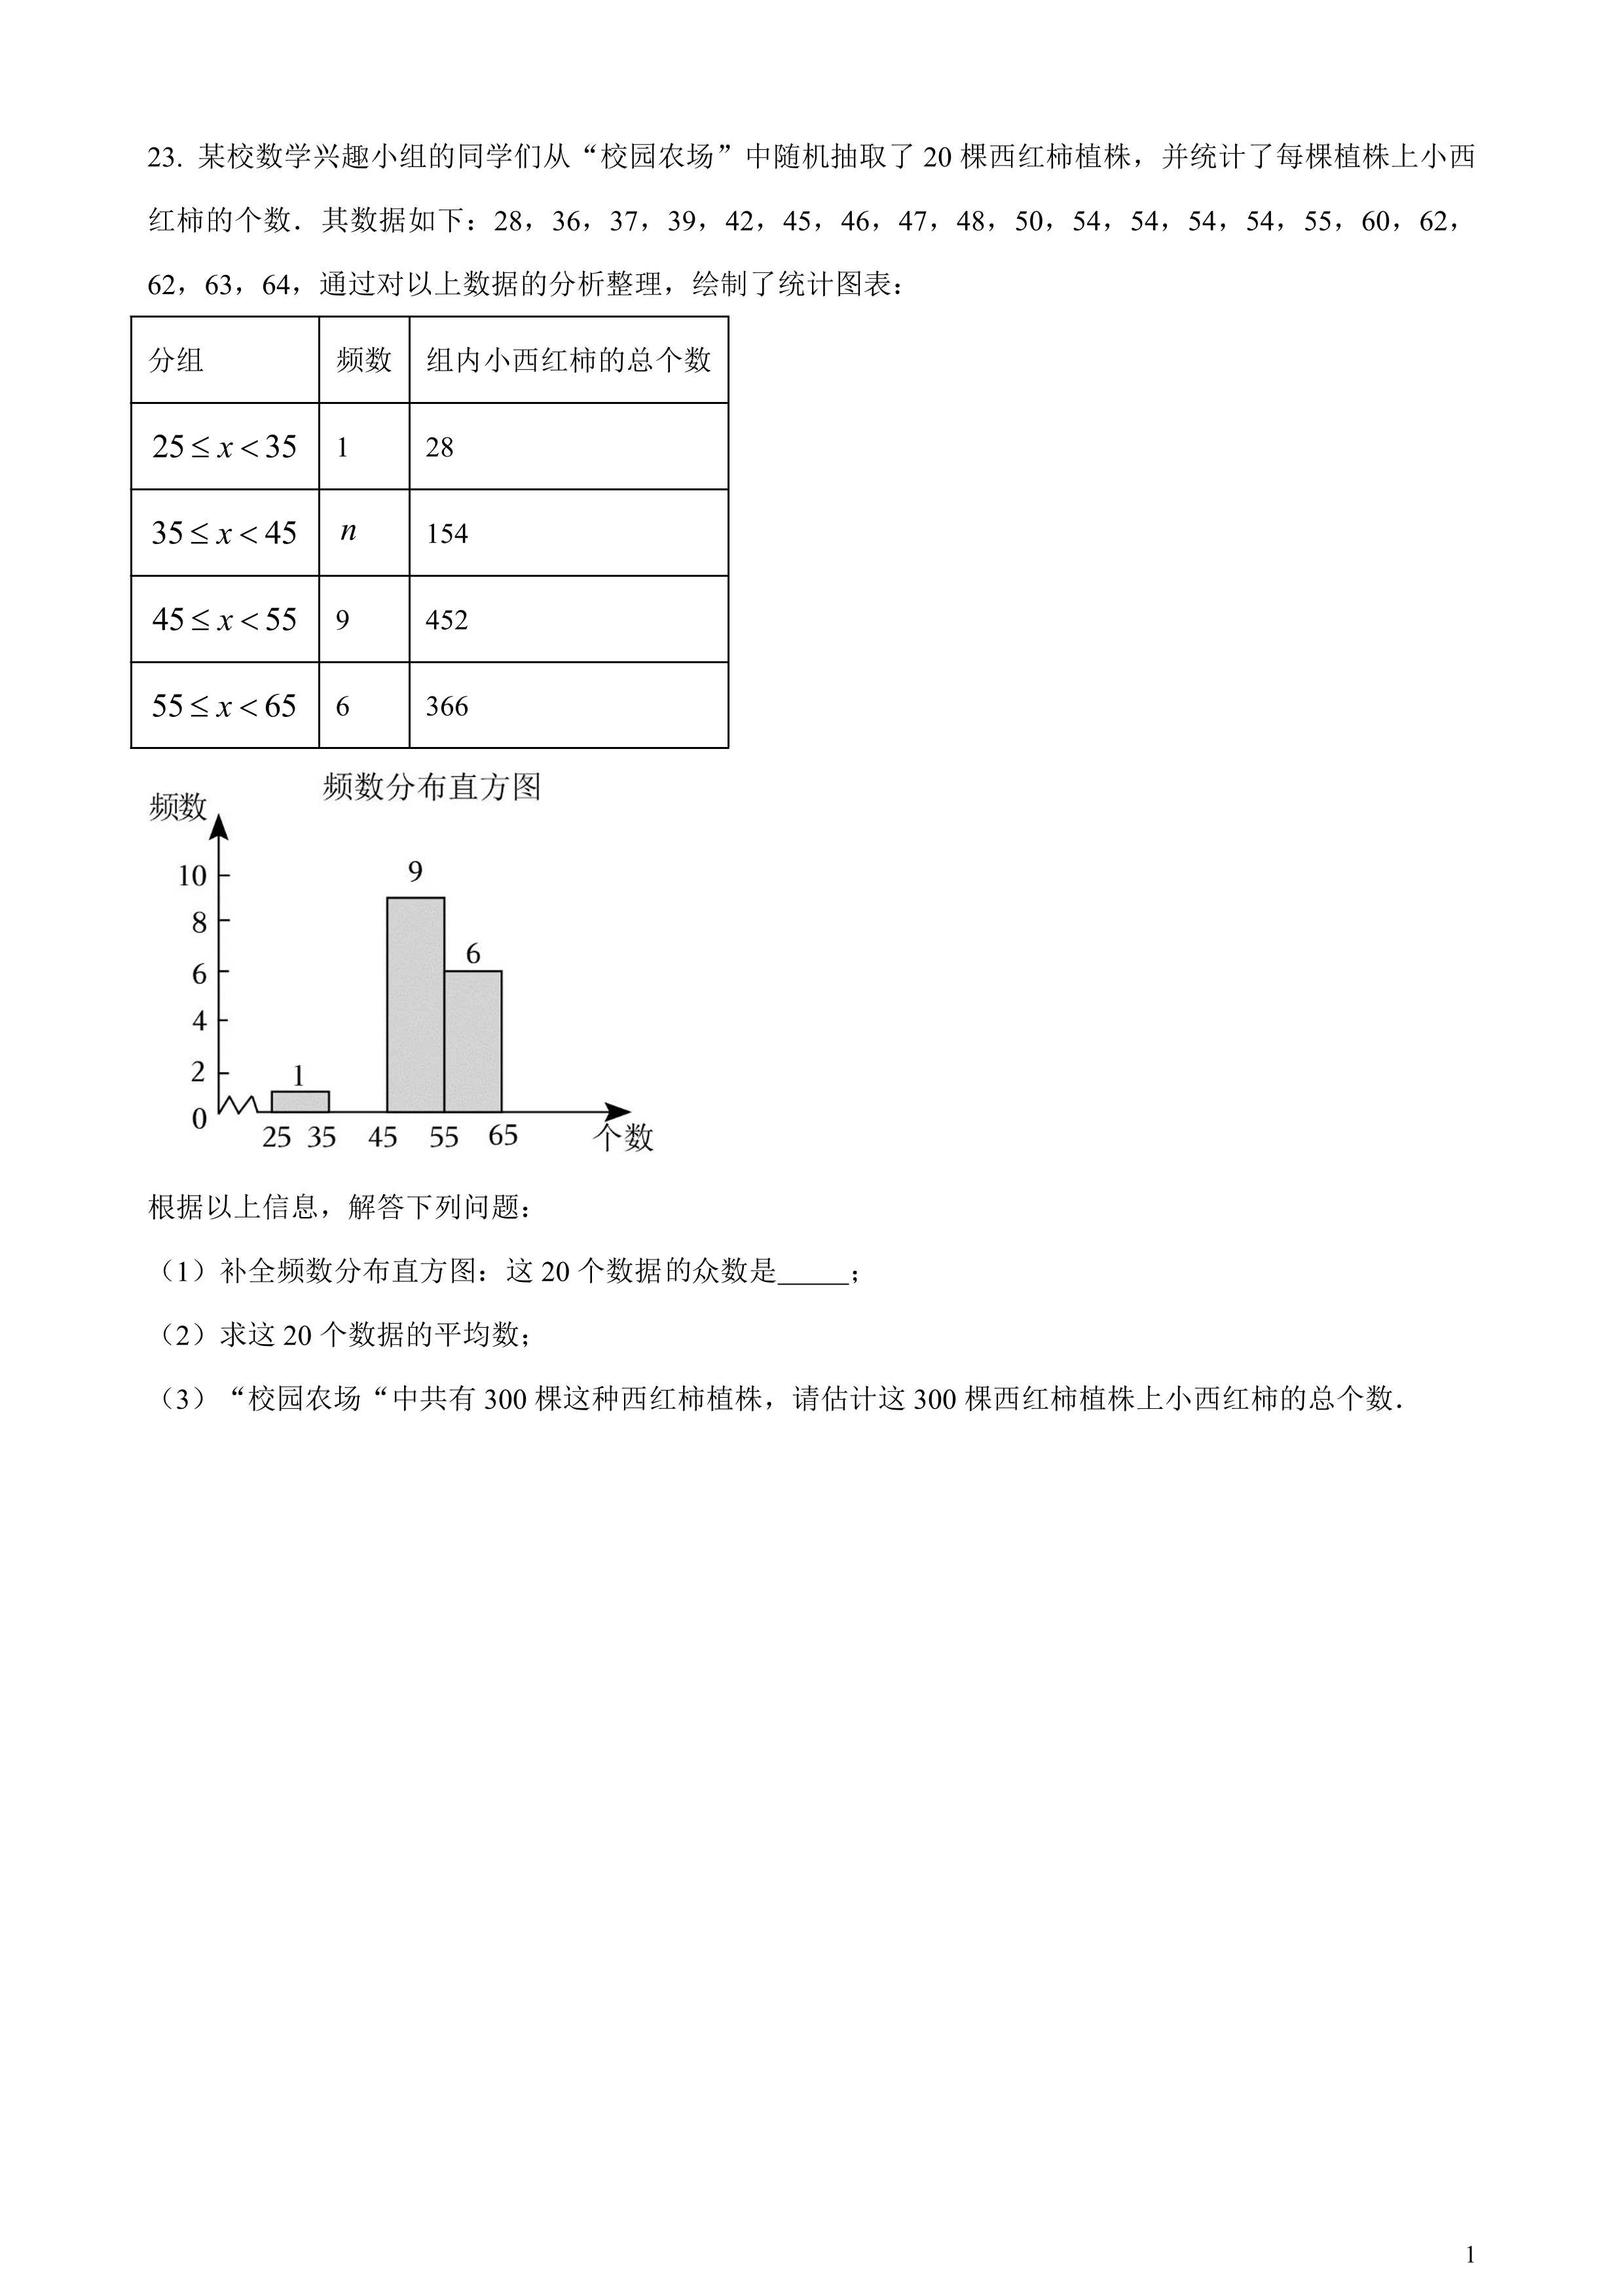 23. 某校数学兴趣小组的同学们从“校园农场”中随机抽取了 20 棵西红柿植株，并统计了每棵植株上小西
红柿的个数．其数据如下：28，36，37，39，42，45，46，47，48，50，54，54，54，54，55，60，62，
62，63，64，通过对以上数据的分析整理，绘制了统计图表：
分组 频数 组内小西红柿的总个数
25≤x<35 1 28
35≤x<45 n 154
45≤x<55 9 452
55≤x<65 6 366
频数分布直方图
频数
10
9
8
6
6
4
2
1
0
25 35 45 55 65
个数
根据以上信息，解答下列问题：
（1）补全频数分布直方图：这 20 个数据的众数是_____；
（2）求这 20 个数据的平均数；
（3）“校园农场“中共有 300 棵这种西红柿植株，请估计这 300 棵西红柿植株上小西红柿的总个数．
1